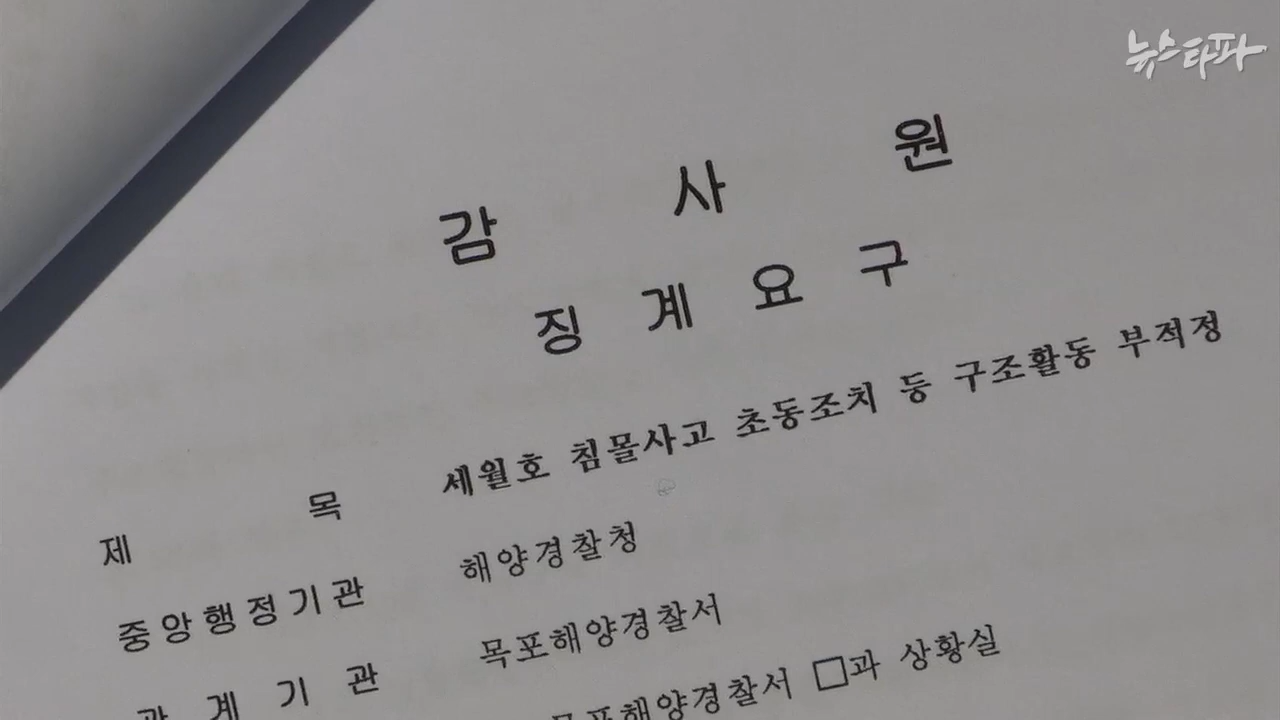 뉴스타파
감 사 원
징 계 요 구
제 목 세월호 침몰사고 초동조치 등 구조활동 부적정
중앙행정기관 해양경찰청
관 계 기 관 목포해양경찰서
목포해양경찰서 □과 상황실